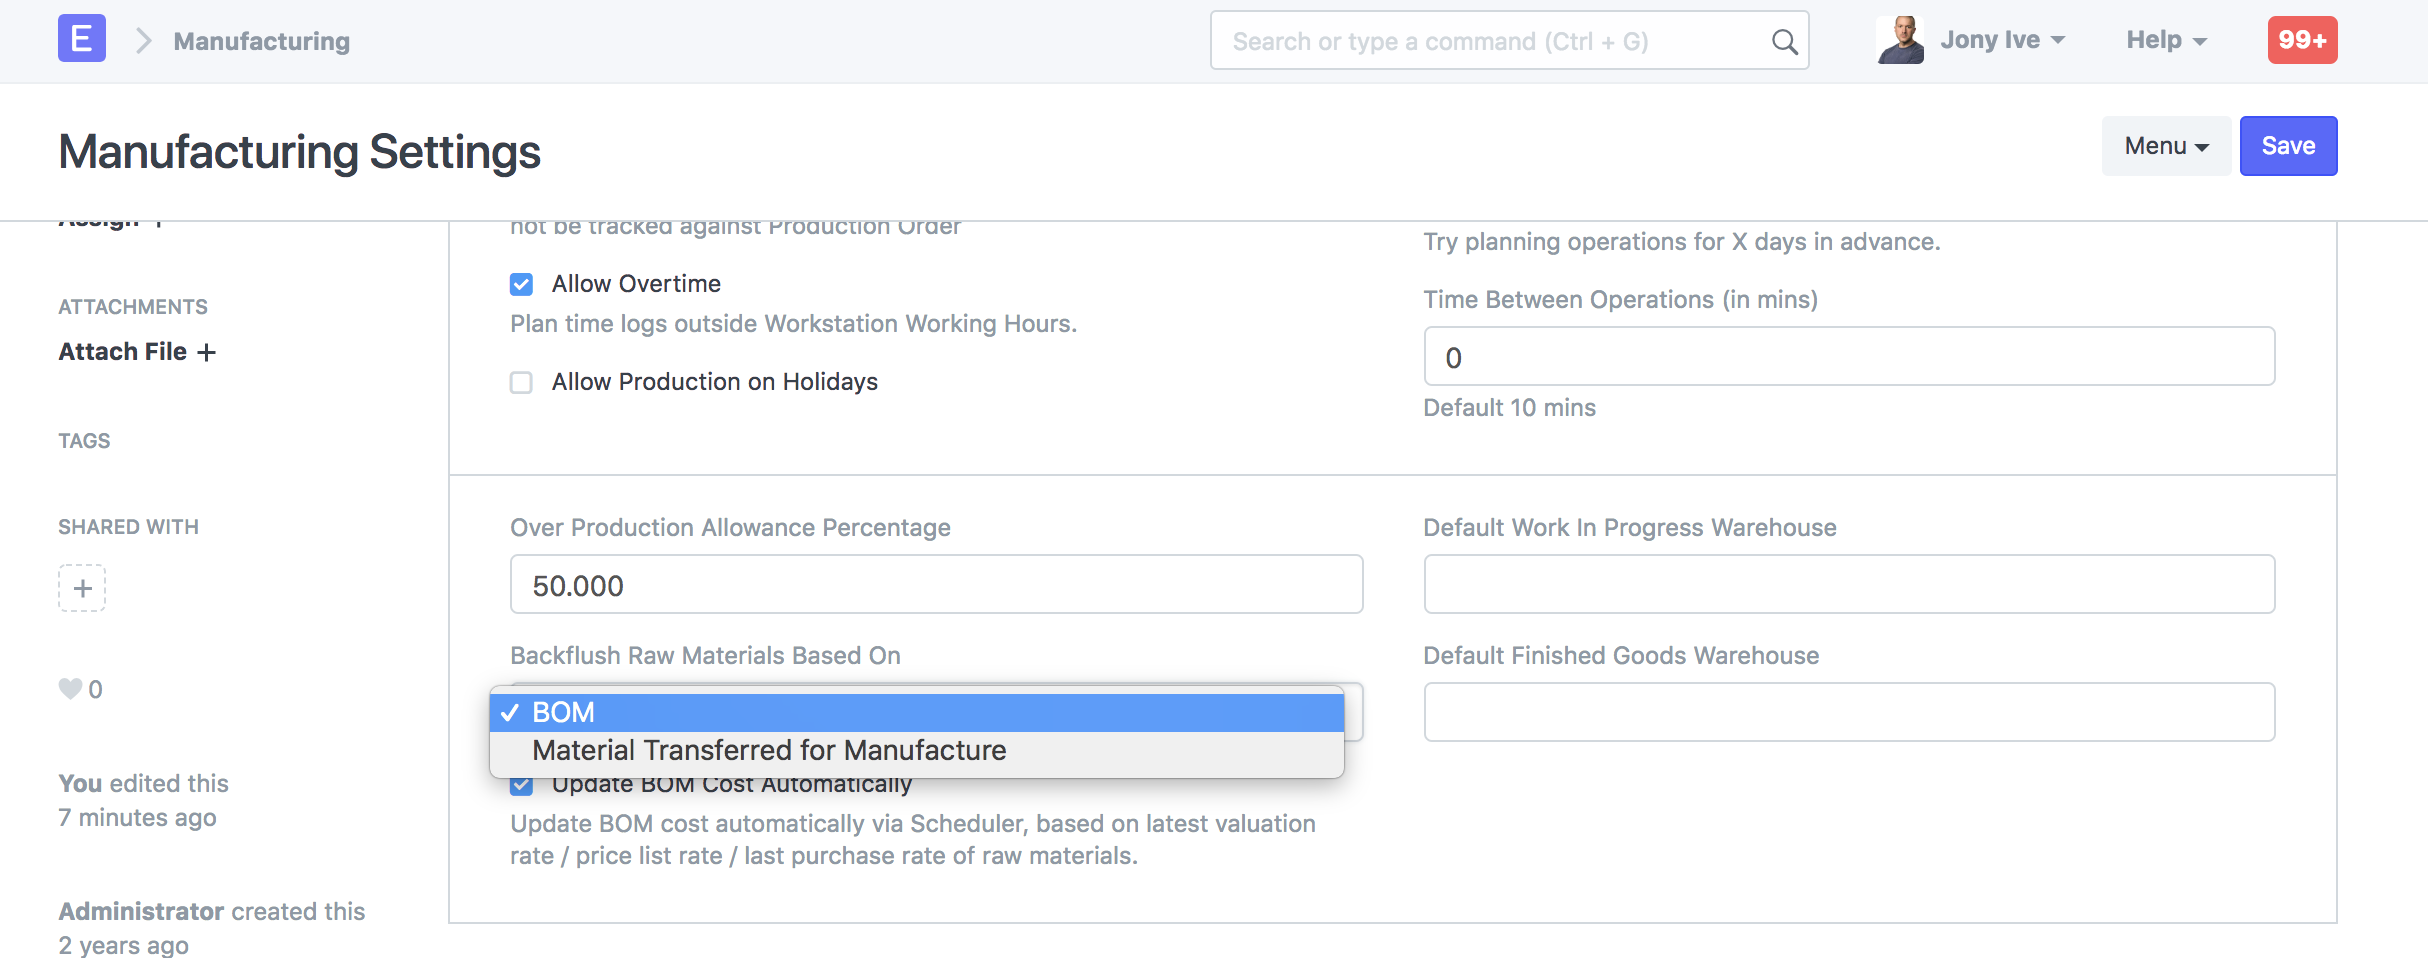 E
Manufacturing
Search or type a command (Ctrl + G)
Jony Ive
Help
99+
Manufacturing Settings
Menu
Save
Assign +
ATTACHMENTS
Attach File +
TAGS
SHARED WITH
+
0
You edited this
7 minutes ago
Administrator created this
2 years ago
not be tracked against Production Order
Allow Overtime
Plan time logs outside Workstation Working Hours.
Allow Production on Holidays
Try planning operations for X days in advance.
Time Between Operations (in mins)
0
Default 10 mins
Over Production Allowance Percentage
50.000
Backflush Raw Materials Based On
✓ BOM
Material Transferred for Manufacture
Update BOM Cost Automatically
Update BOM cost automatically via Scheduler, based on latest valuation
rate / price list rate / last purchase rate of raw materials.
Default Work In Progress Warehouse
Default Finished Goods Warehouse